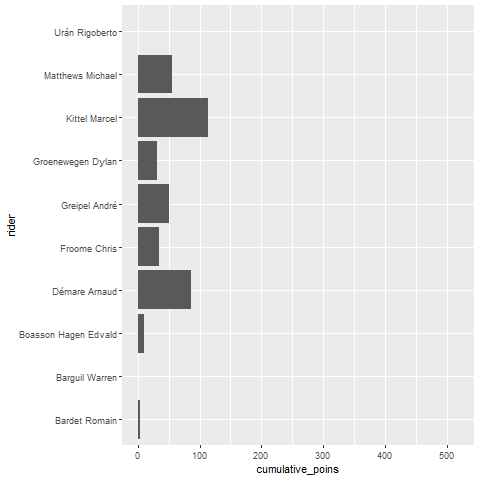 Urán Rigoberto
Matthews Michael
Kittel Marcel
Groenewegen Dylan
Greipel André
Froome Chris
Démare Arnaud
Boasson Hagen Edvald
Barguil Warren
Bardet Romain
rider
0 100 200 300 400 500
cumulative_poins